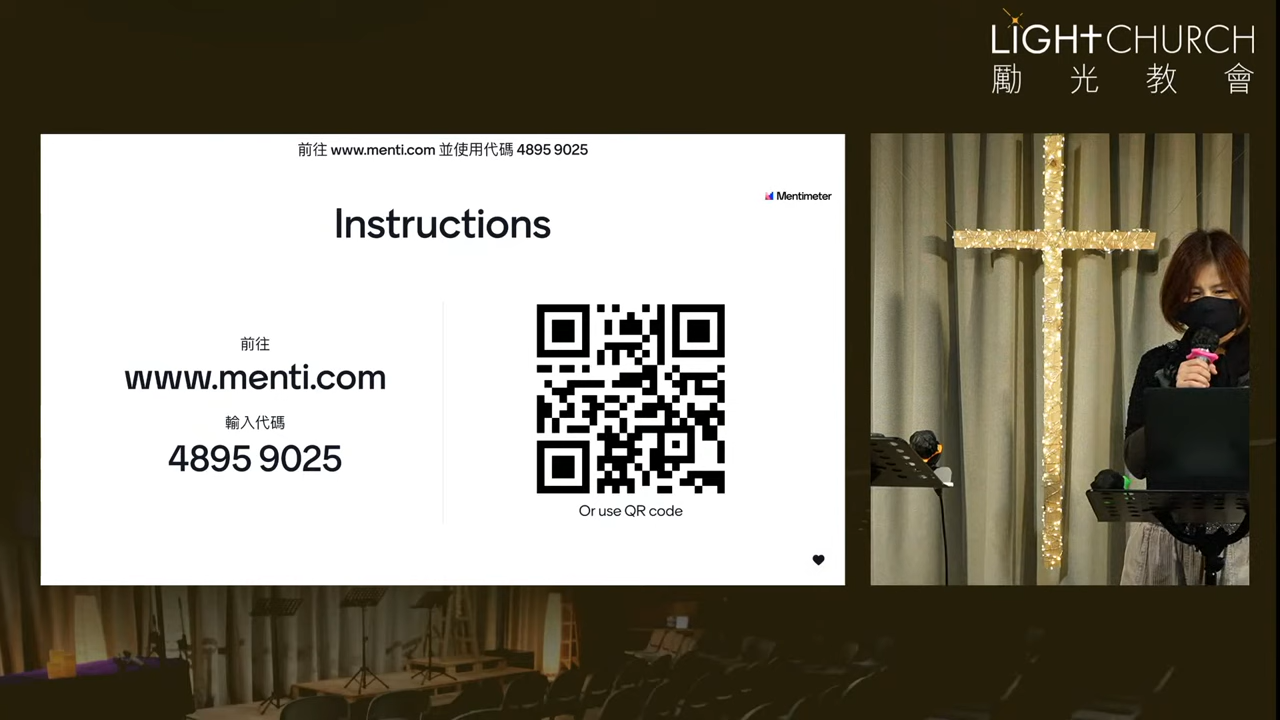 LIGHTCHURCH
勵光教會
前往 www.menti.com 並使用代碼 4895 9025
Mentimeter
Instructions
前往
www.menti.com
輸入代碼
4895 9025
Or use QR code